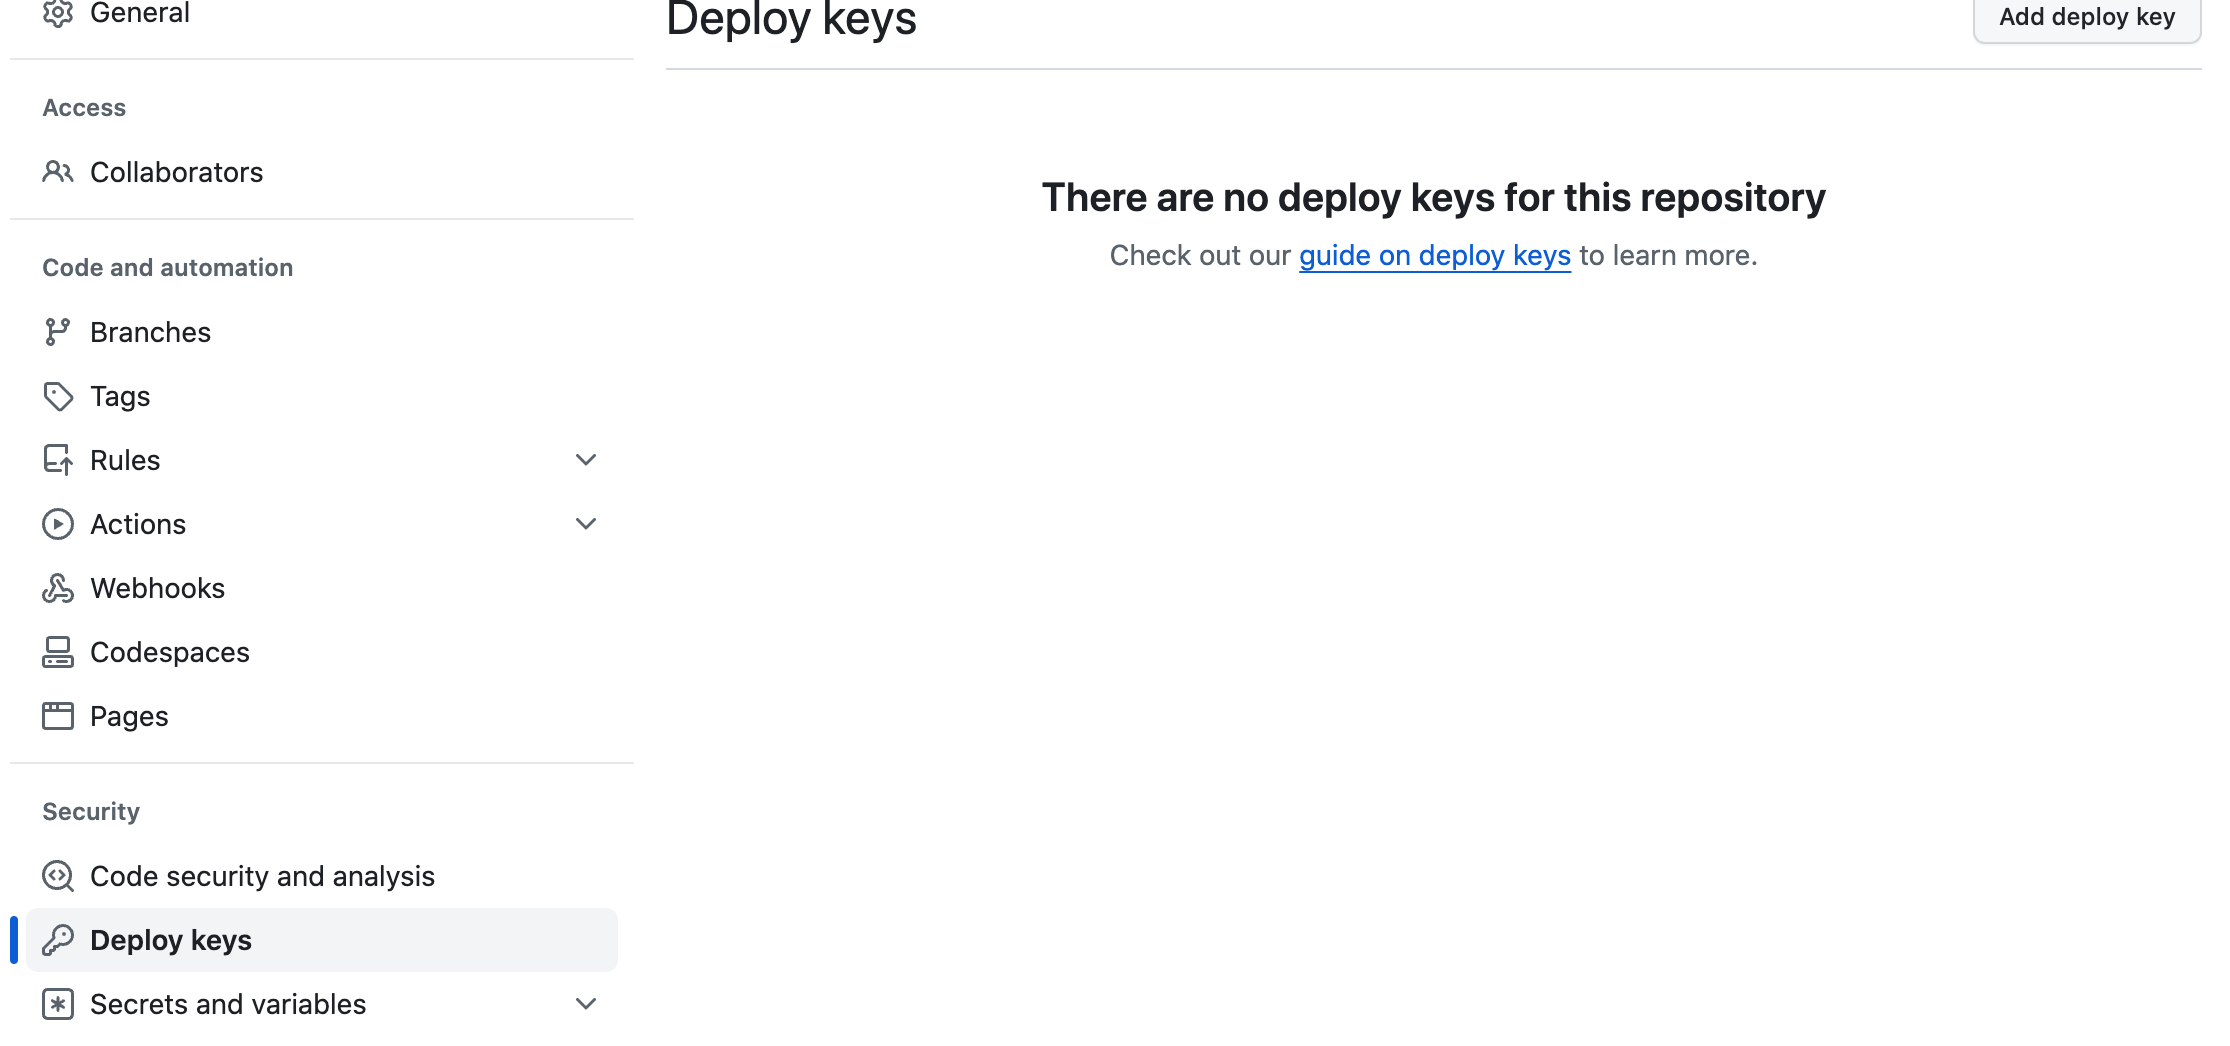 General
Access
Collaborators
Code and automation
Branches
Tags
Rules
Actions
Webhooks
Codespaces
Pages
Security
Code security and analysis
Deploy keys
Secrets and variables
Deploy keys
Add deploy key
There are no deploy keys for this repository
Check out our guide on deploy keys to learn more.